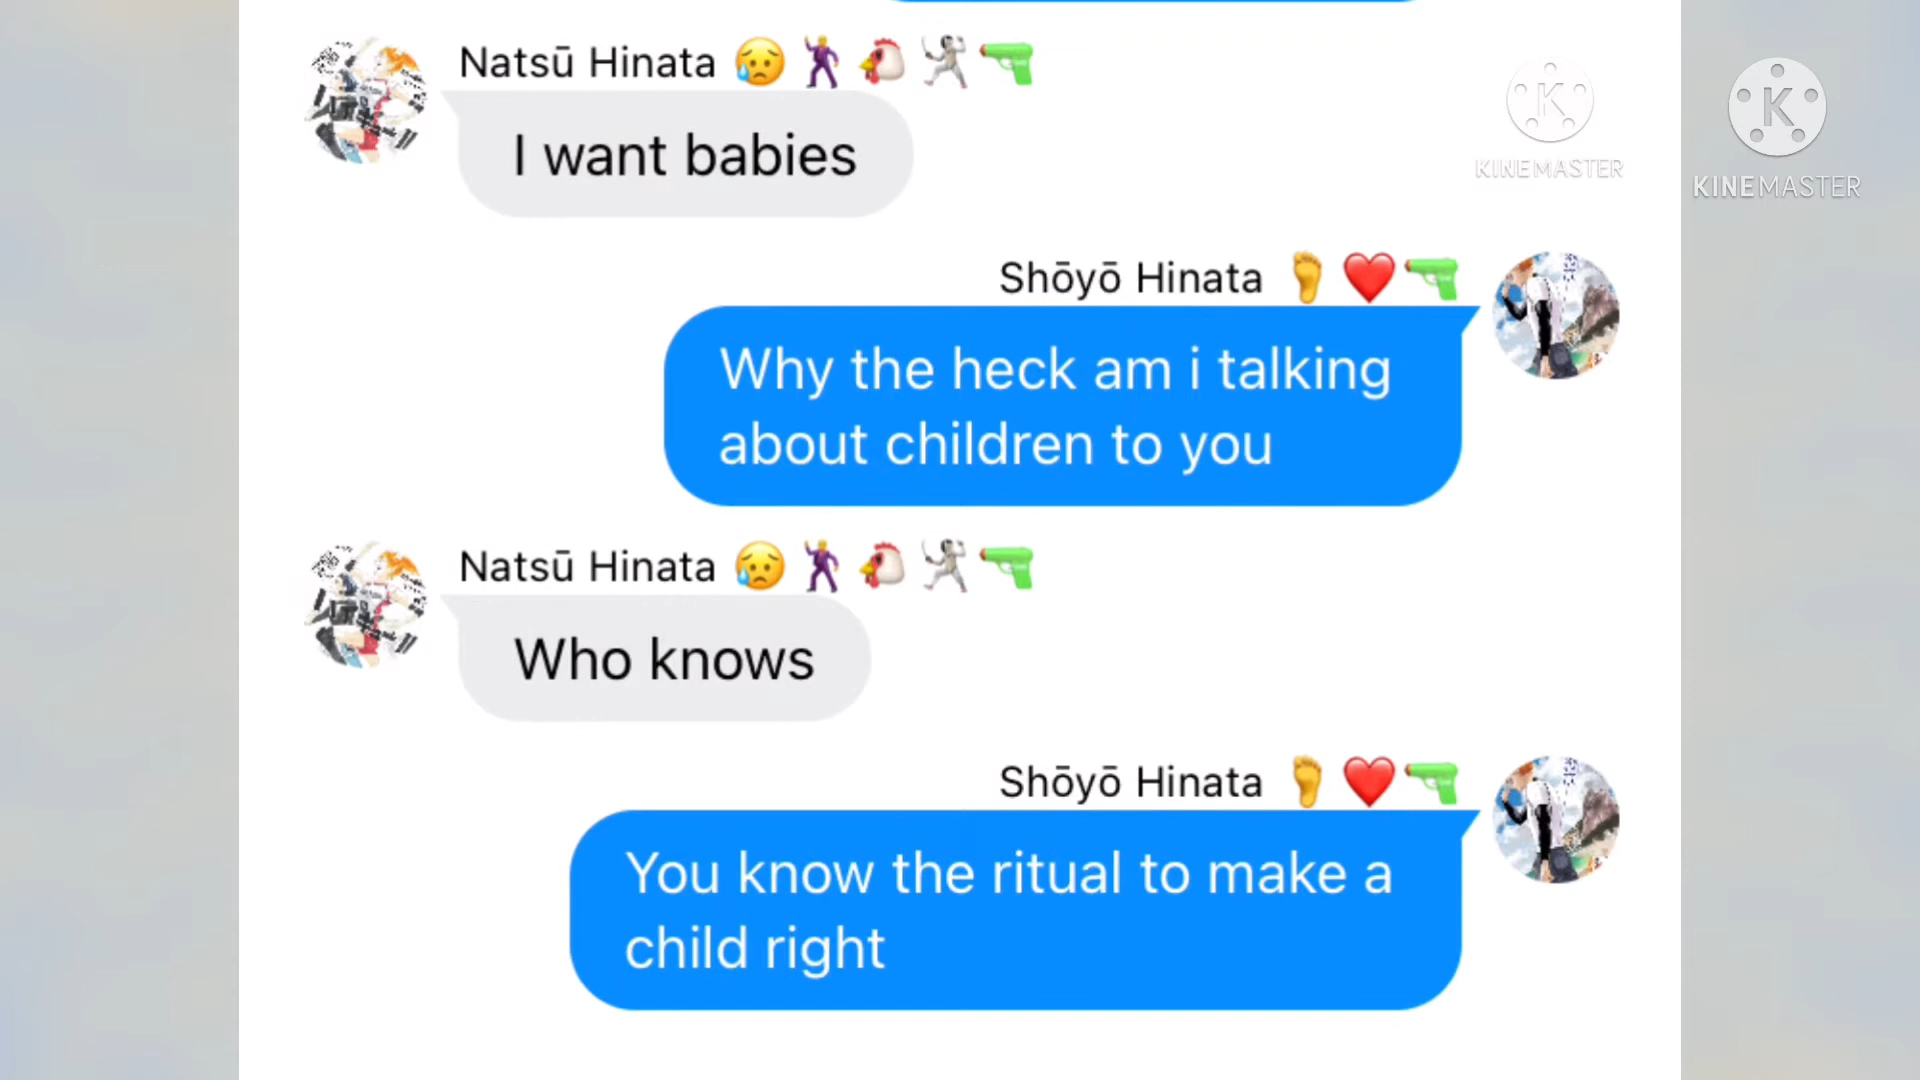 Natsū Hinata 😥🕺🐔🤺🔫
I want babies
KINEMASTER
KINEMASTER
Shōyō Hinata 🦶❤️🔫
Why the heck am i talking
about children to you
Natsū Hinata 😥🕺🐔🤺🔫
Who knows
Shōyō Hinata 🦶❤️🔫
You know the ritual to make a
child right